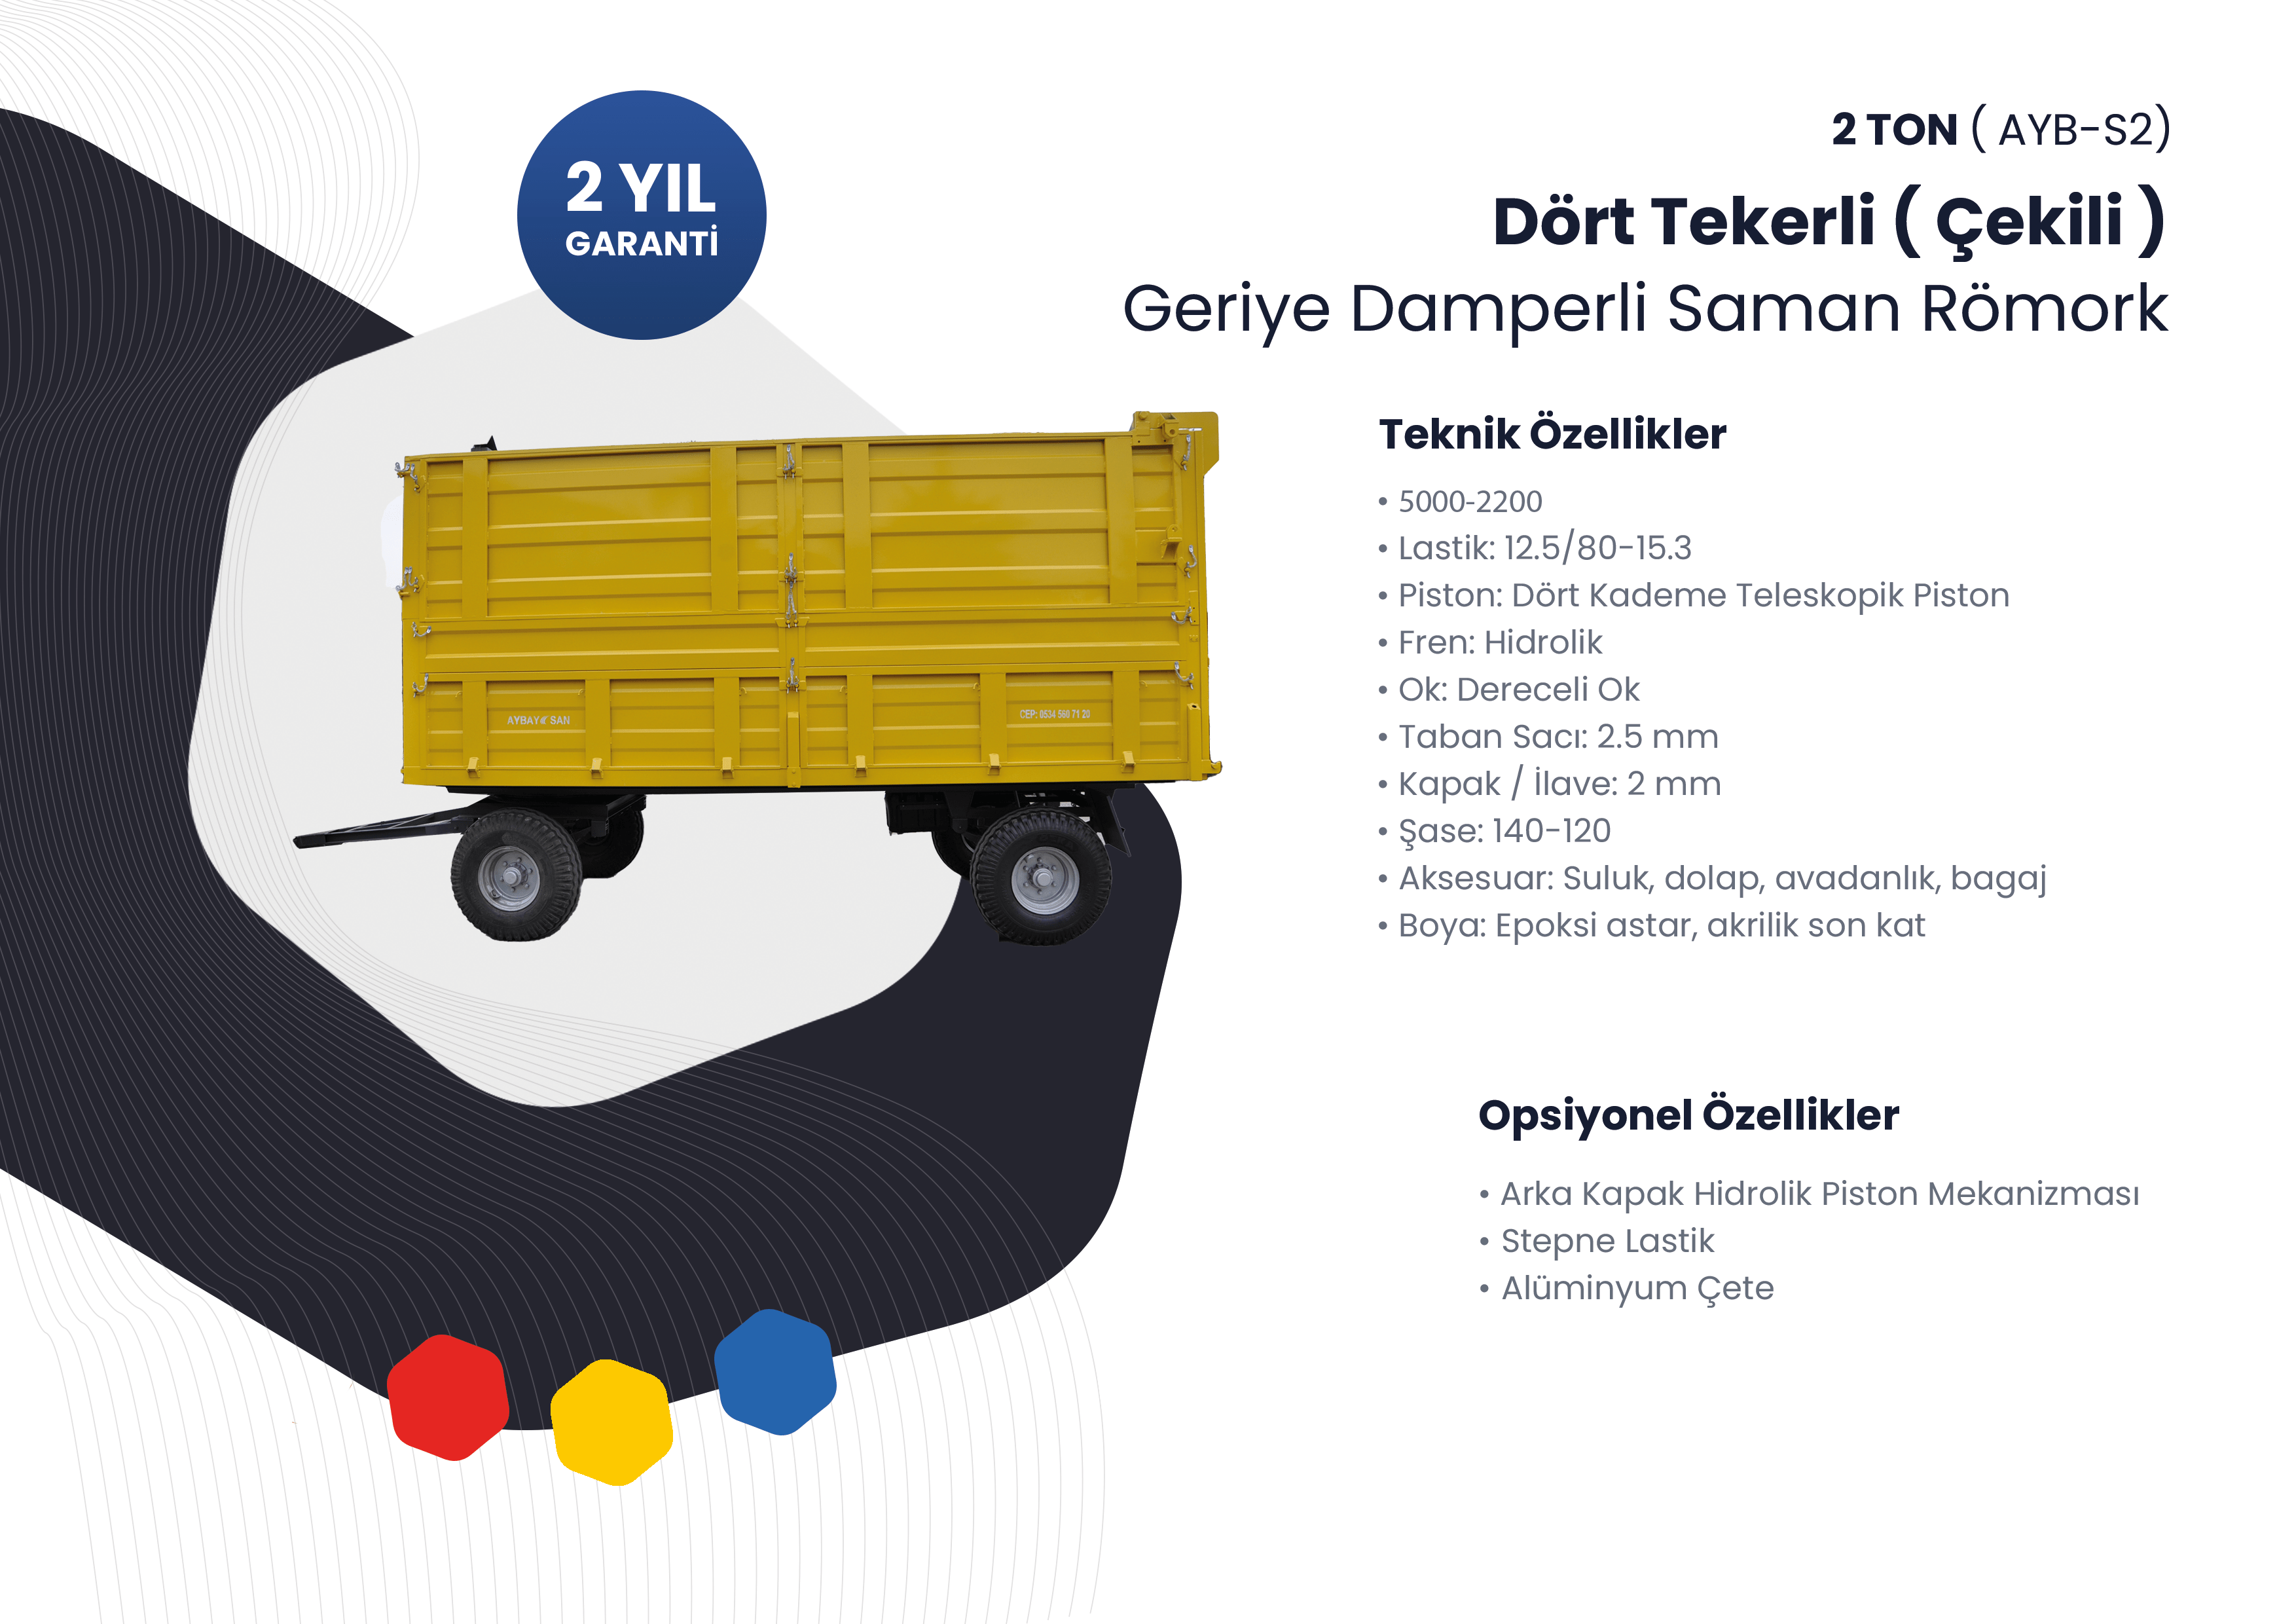 2 YIL
GARANTİ
2 TON ( AYB-S2)
Dört Tekerli ( Çekili )
Geriye Damperli Saman Römork
Teknik Özellikler
• 5000-2200
• Lastik: 12.5/80-15.3
• Piston: Dört Kademe Teleskopik Piston
• Fren: Hidrolik
• Ok: Dereceli Ok
• Taban Sacı: 2.5 mm
• Kapak / İlave: 2 mm
• Şase: 140-120
• Aksesuar: Suluk, dolap, avadanlık, bagaj
• Boya: Epoksi astar, akrilik son kat
AYBAY SAN
CEP: 0534 560 71 20
Opsiyonel Özellikler
• Arka Kapak Hidrolik Piston Mekanizması
• Stepne Lastik
• Alüminyum Çete